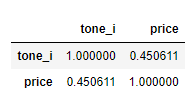 tone_i price
tone_i 1.000000 0.450611
price 0.450611 1.000000